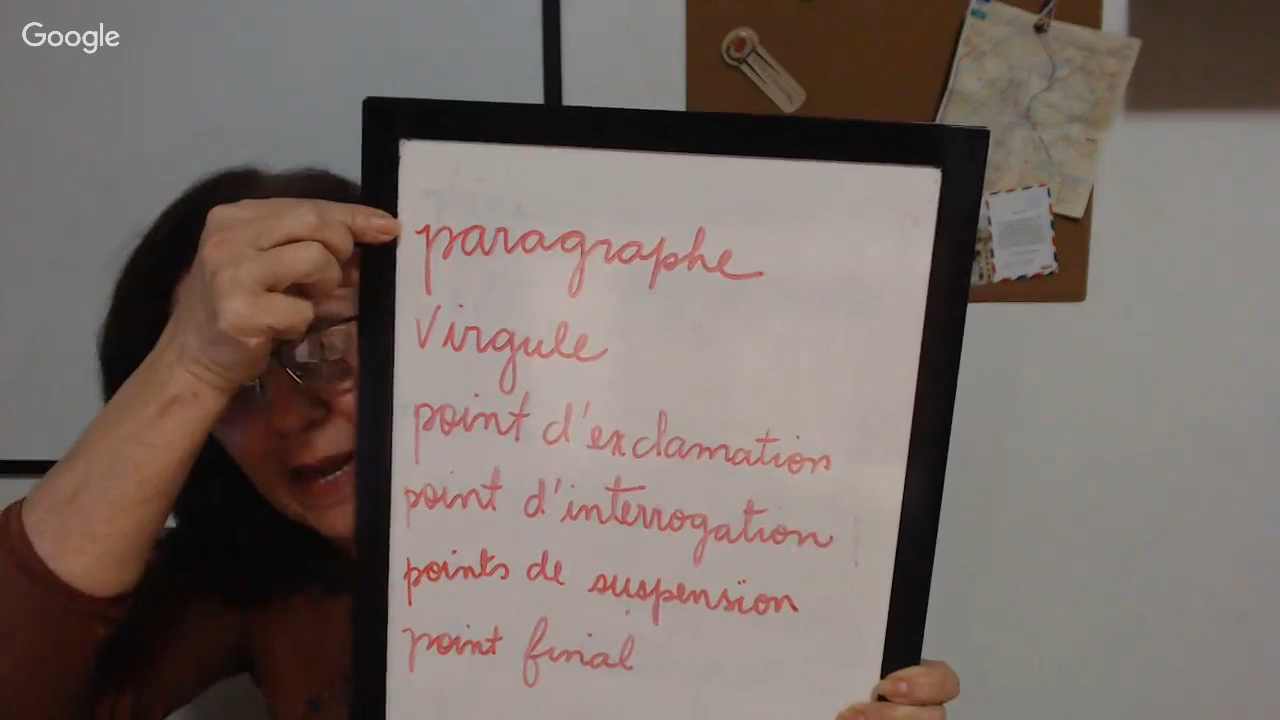 Google
paragraphe
virgule
point d'exclamation
point d'interrogation
points de suspension
point final